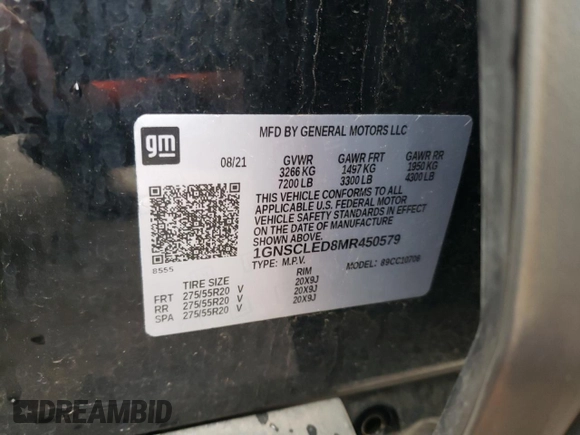 gm
MFD BY GENERAL MOTORS LLC
08/21 GVWR GAWR FRT GAWR RR
3266 KG 1497 KG 1950 KG
7200 LB 3300 LB 4300 LB
THIS VEHICLE CONFORMS TO ALL
APPLICABLE U.S. FEDERAL MOTOR
VEHICLE SAFETY STANDARDS IN EFFECT ON
THE DATE OF MANUFACTURE
SHOWN ABOVE.
1GNSCLED8MR450579
TYPE: M.P.V. MODEL: 89CC10706
8555
TIRE SIZE RIM
FRT 275/55R20 V 20X9J
RR 275/55R20 V 20X9J
SPA 275/55R20 V 20X9J
DREAMBID